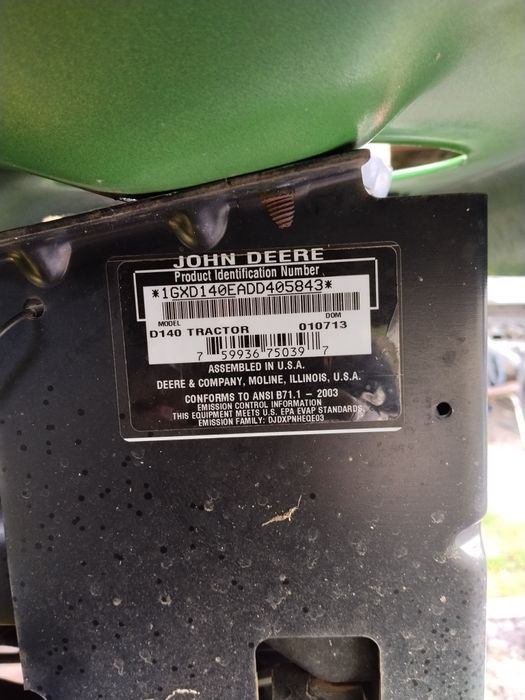 JOHN DEERE
Product Identification Number
*1GXD140EADD405843*
MODEL DOM
D140 TRACTOR 010713
7 59936 75039 7
ASSEMBLED IN U.S.A.
DEERE & COMPANY, MOLINE, ILLINOIS, U.S.A.
CONFORMS TO ANSI B71.1 – 2003
EMISSION CONTROL INFORMATION
THIS EQUIPMENT MEETS U.S. EPA EVAP STANDARDS.
EMISSION FAMILY: DJDXPNHEQE03